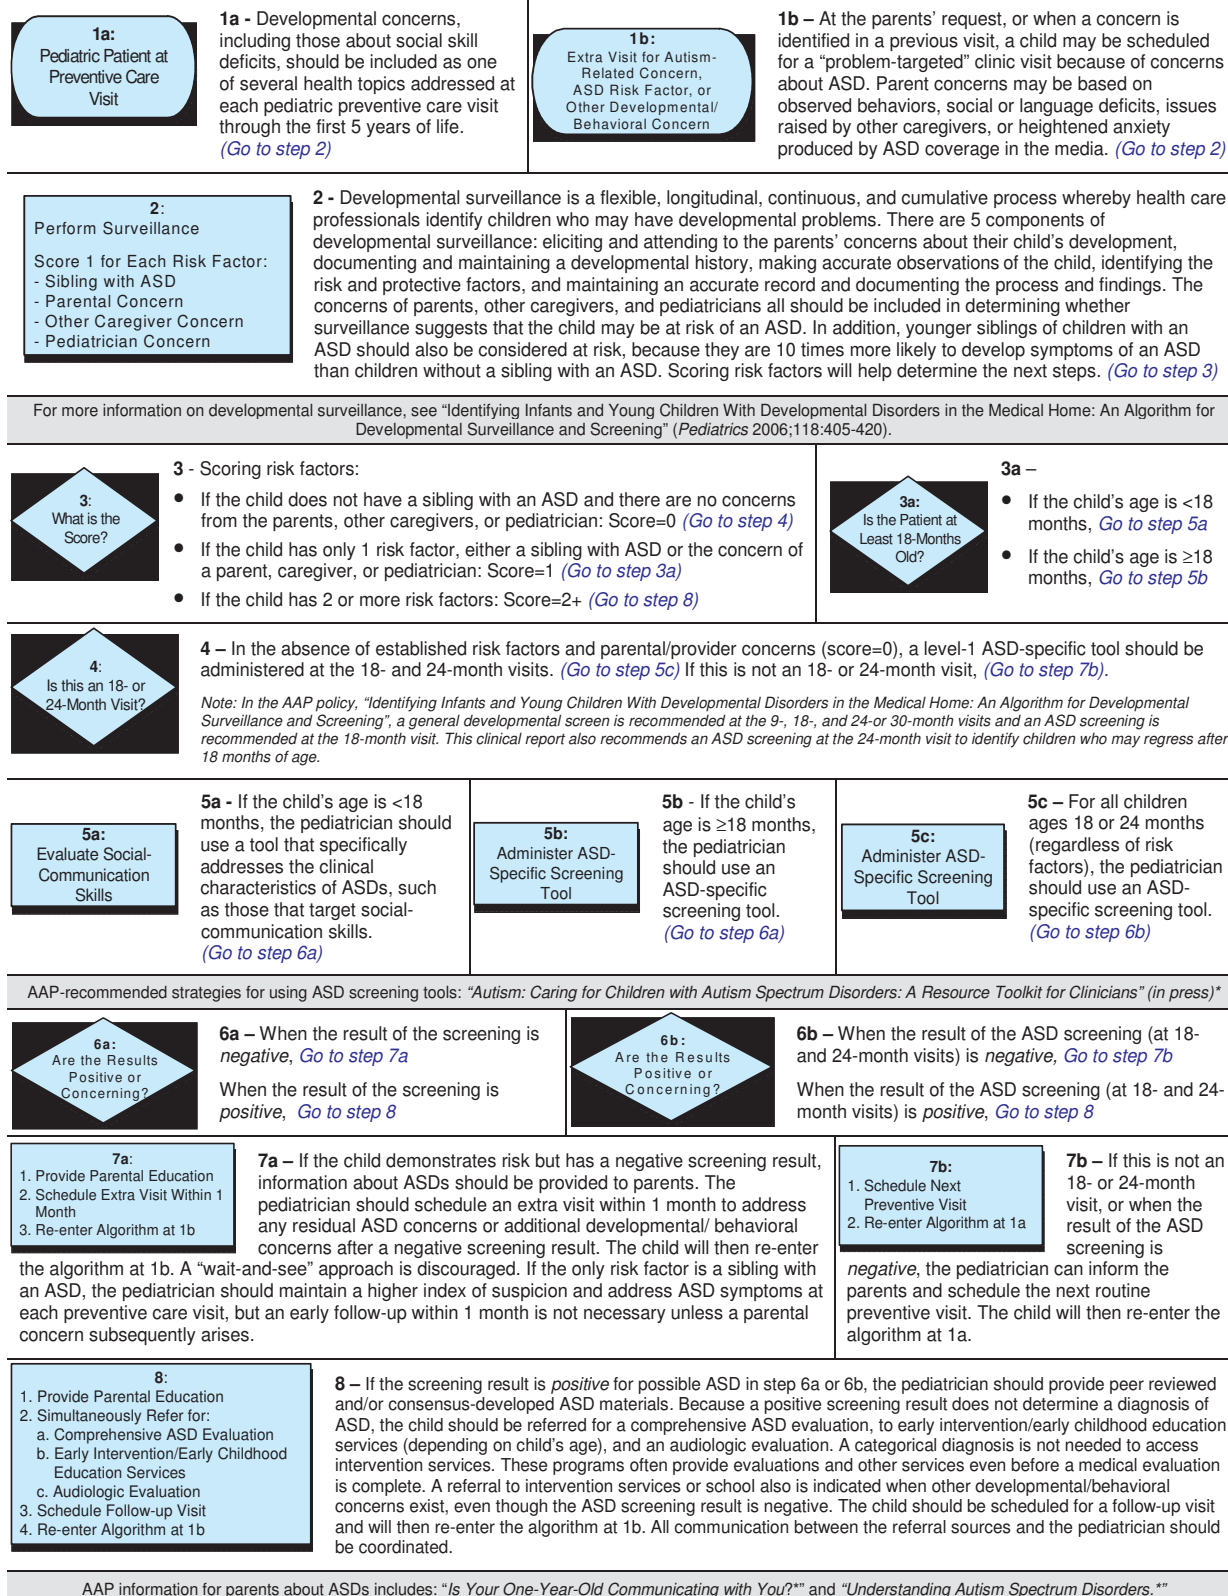 1a:
Pediatric Patient at
Preventive Care
Visit
1a - Developmental concerns,
including those about social skill
deficits, should be included as one
of several health topics addressed at
each pediatric preventive care visit
through the first 5 years of life.
(Go to step 2)
1b:
Extra Visit for Autism-
Related Concern,
ASD Risk Factor, or
Other Developmental/
Behavioral Concern
1b – At the parents' request, or when a concern is
identified in a previous visit, a child may be scheduled
for a “problem-targeted” clinic visit because of concerns
about ASD. Parent concerns may be based on
observed behaviors, social or language deficits, issues
raised by other caregivers, or heightened anxiety
produced by ASD coverage in the media. (Go to step 2)
2:
Perform Surveillance
Score 1 for Each Risk Factor:
- Sibling with ASD
- Parental Concern
- Other Caregiver Concern
- Pediatrician Concern
2 - Developmental surveillance is a flexible, longitudinal, continuous, and cumulative process whereby health care
professionals identify children who may have developmental problems. There are 5 components of
developmental surveillance: eliciting and attending to the parents' concerns about their child's development,
documenting and maintaining a developmental history, making accurate observations of the child, identifying the
risk and protective factors, and maintaining an accurate record and documenting the process and findings. The
concerns of parents, other caregivers, and pediatricians all should be included in determining whether
surveillance suggests that the child may be at risk of an ASD. In addition, younger siblings of children with an
ASD should also be considered at risk, because they are 10 times more likely to develop symptoms of an ASD
than children without a sibling with an ASD. Scoring risk factors will help determine the next steps. (Go to step 3)
For more information on developmental surveillance, see “Identifying Infants and Young Children With Developmental Disorders in the Medical Home: An Algorithm for
Developmental Surveillance and Screening” (Pediatrics 2006;118:405-420).
3:
What is the
Score?
3 - Scoring risk factors:
• If the child does not have a sibling with an ASD and there are no concerns
from the parents, other caregivers, or pediatrician: Score=0 (Go to step 4)
• If the child has only 1 risk factor, either a sibling with ASD or the concern of
a parent, caregiver, or pediatrician: Score=1 (Go to step 3a)
• If the child has 2 or more risk factors: Score=2+ (Go to step 8)
3a:
Is the Patient at
Least 18-Months
Old?
3a –
• If the child's age is <18
months, Go to step 5a
• If the child's age is ≥18
months, Go to step 5b
4:
Is this an 18- or
24-Month Visit?
4 – In the absence of established risk factors and parental/provider concerns (score=0), a level-1 ASD-specific tool should be
administered at the 18- and 24-month visits. (Go to step 5c) If this is not an 18- or 24-month visit, (Go to step 7b).
Note: In the AAP policy, “Identifying Infants and Young Children With Developmental Disorders in the Medical Home: An Algorithm for Developmental
Surveillance and Screening”, a general developmental screen is recommended at the 9-, 18-, and 24-or 30-month visits and an ASD screening is
recommended at the 18-month visit. This clinical report also recommends an ASD screening at the 24-month visit to identify children who may regress after
18 months of age.
5a:
Evaluate Social-
Communication
Skills
5a - If the child's age is <18
months, the pediatrician should
use a tool that specifically
addresses the clinical
characteristics of ASDs, such
as those that target social-
communication skills.
(Go to step 6a)
5b:
Administer ASD-
Specific Screening
Tool
5b - If the child's
age is ≥18 months,
the pediatrician
should use an
ASD-specific
screening tool.
(Go to step 6a)
5c:
Administer ASD-
Specific Screening
Tool
5c – For all children
ages 18 or 24 months
(regardless of risk
factors), the pediatrician
should use an ASD-
specific screening tool.
(Go to step 6b)
AAP-recommended strategies for using ASD screening tools: “Autism: Caring for Children with Autism Spectrum Disorders: A Resource Toolkit for Clinicians” (in press)*
6a:
Are the Results
Positive or
Concerning?
6a – When the result of the screening is
negative, Go to step 7a
When the result of the screening is
positive, Go to step 8
6b:
Are the Results
Positive or
Concerning?
6b – When the result of the ASD screening (at 18-
and 24-month visits) is negative, Go to step 7b
When the result of the ASD screening (at 18- and 24-
month visits) is positive, Go to step 8
7a:
1. Provide Parental Education
2. Schedule Extra Visit Within 1
Month
3. Re-enter Algorithm at 1b
7a – If the child demonstrates risk but has a negative screening result,
information about ASDs should be provided to parents. The
pediatrician should schedule an extra visit within 1 month to address
any residual ASD concerns or additional developmental/ behavioral
concerns after a negative screening result. The child will then re-enter
the algorithm at 1b. A “wait-and-see” approach is discouraged. If the only risk factor is a sibling with
an ASD, the pediatrician should maintain a higher index of suspicion and address ASD symptoms at
each preventive care visit, but an early follow-up within 1 month is not necessary unless a parental
concern subsequently arises.
7b:
1. Schedule Next
Preventive Visit
2. Re-enter Algorithm at 1a
7b – If this is not an
18- or 24-month
visit, or when the
result of the ASD
screening is
negative, the pediatrician can inform the
parents and schedule the next routine
preventive visit. The child will then re-enter the
algorithm at 1a.
8:
1. Provide Parental Education
2. Simultaneously Refer for:
a. Comprehensive ASD Evaluation
b. Early Intervention/Early Childhood
Education Services
c. Audiologic Evaluation
3. Schedule Follow-up Visit
4. Re-enter Algorithm at 1b
8 – If the screening result is positive for possible ASD in step 6a or 6b, the pediatrician should provide peer reviewed
and/or consensus-developed ASD materials. Because a positive screening result does not determine a diagnosis of
ASD, the child should be referred for a comprehensive ASD evaluation, to early intervention/early childhood education
services (depending on child's age), and an audiologic evaluation. A categorical diagnosis is not needed to access
intervention services. These programs often provide evaluations and other services even before a medical evaluation
is complete. A referral to intervention services or school also is indicated when other developmental/behavioral
concerns exist, even though the ASD screening result is negative. The child should be scheduled for a follow-up visit
and will then re-enter the algorithm at 1b. All communication between the referral sources and the pediatrician should
be coordinated.
AAP information for parents about ASDs includes: “Is Your One-Year-Old Communicating with You?*” and “Understanding Autism Spectrum Disorders.*”